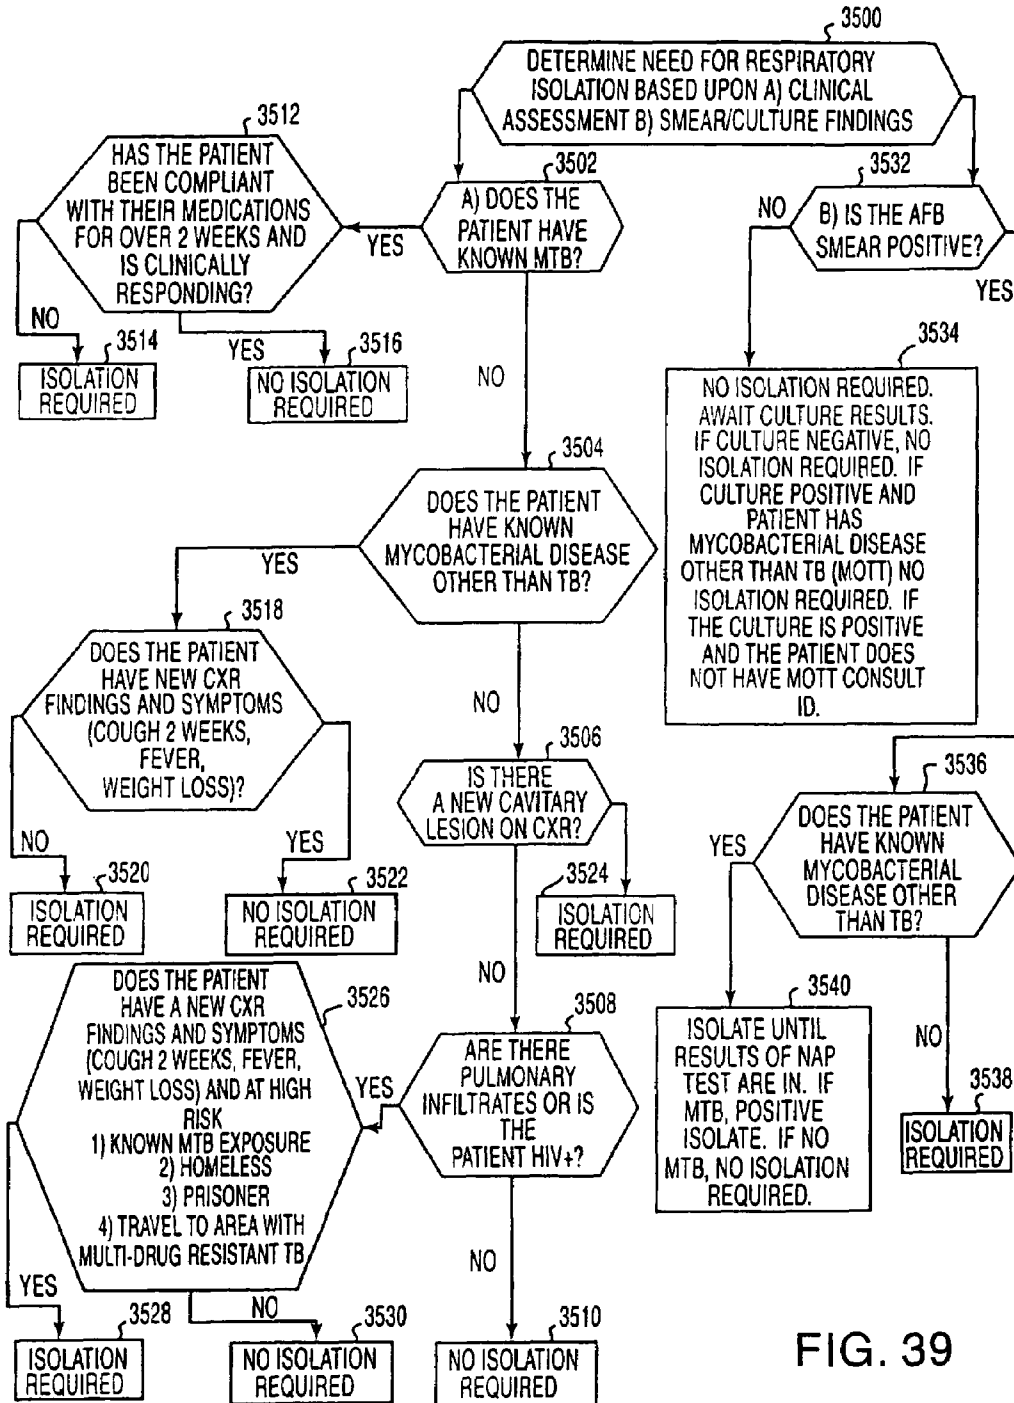 3500
DETERMINE NEED FOR RESPIRATORY
ISOLATION BASED UPON A) CLINICAL
ASSESSMENT B) SMEAR/CULTURE FINDINGS
3512
HAS THE PATIENT
BEEN COMPLIANT
WITH THEIR MEDICATIONS
FOR OVER 2 WEEKS AND
IS CLINICALLY
RESPONDING?
YES
3502
A) DOES THE
PATIENT HAVE
KNOWN MTB?
3532
NO
B) IS THE AFB
SMEAR POSITIVE?
YES
NO
3514
ISOLATION
REQUIRED
YES
3516
NO ISOLATION
REQUIRED
NO
3534
NO ISOLATION REQUIRED.
AWAIT CULTURE RESULTS.
IF CULTURE NEGATIVE, NO
ISOLATION REQUIRED. IF
CULTURE POSITIVE AND
PATIENT HAS
MYCOBACTERIAL DISEASE
OTHER THAN TB (MOTT) NO
ISOLATION REQUIRED. IF
THE CULTURE IS POSITIVE
AND THE PATIENT DOES
NOT HAVE MOTT CONSULT
ID.
3504
DOES THE PATIENT
HAVE KNOWN
MYCOBACTERIAL DISEASE
OTHER THAN TB?
YES
3518
DOES THE PATIENT
HAVE NEW CXR
FINDINGS AND SYMPTOMS
(COUGH 2 WEEKS,
FEVER,
WEIGHT LOSS)?
NO
3506
IS THERE
A NEW CAVITARY
LESION ON CXR?
3536
DOES THE PATIENT
HAVE KNOWN
MYCOBACTERIAL
DISEASE OTHER
THAN TB?
YES
NO
3520
ISOLATION
REQUIRED
YES
3522
NO ISOLATION
REQUIRED
3524
ISOLATION
REQUIRED
NO
3526
DOES THE PATIENT
HAVE A NEW CXR
FINDINGS AND SYMPTOMS
(COUGH 2 WEEKS, FEVER,
WEIGHT LOSS) AND AT HIGH
RISK
1) KNOWN MTB EXPOSURE
2) HOMELESS
3) PRISONER
4) TRAVEL TO AREA WITH
MULTI-DRUG RESISTANT TB
YES
3508
ARE THERE
PULMONARY
INFILTRATES OR IS
THE
PATIENT HIV+?
3540
ISOLATE UNTIL
RESULTS OF NAP
TEST ARE IN. IF
MTB, POSITIVE
ISOLATE. IF NO
MTB, NO ISOLATION
REQUIRED.
NO
3538
ISOLATION
REQUIRED
YES
3528
ISOLATION
REQUIRED
NO
3530
NO ISOLATION
REQUIRED
NO
3510
NO ISOLATION
REQUIRED
FIG. 39